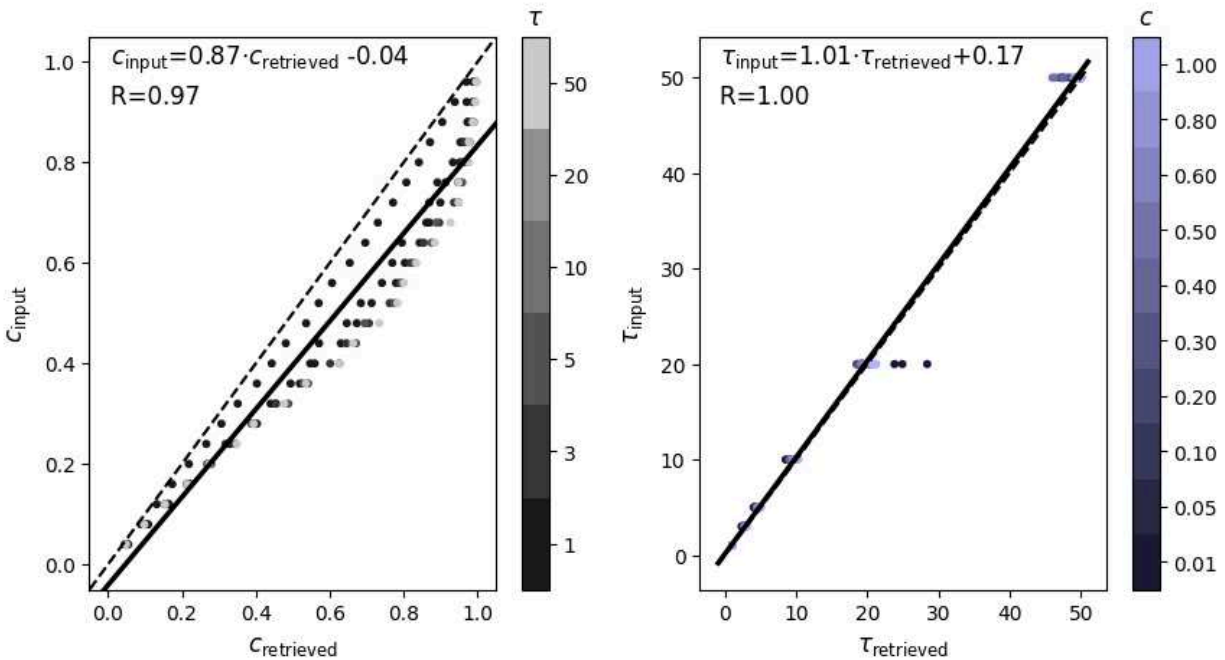 τ
c
c_input=0.87·c_retrieved -0.04
R=0.97
τ_input=1.01·τ_retrieved+0.17
R=1.00
1.0
0.8
0.6
0.4
0.2
0.0
c_input
0.0 0.2 0.4 0.6 0.8 1.0
c_retrieved
50
20
10
5
3
1
50
40
30
20
10
0
τ_input
0 10 20 30 40 50
τ_retrieved
1.00
0.80
0.60
0.50
0.40
0.30
0.20
0.10
0.05
0.01